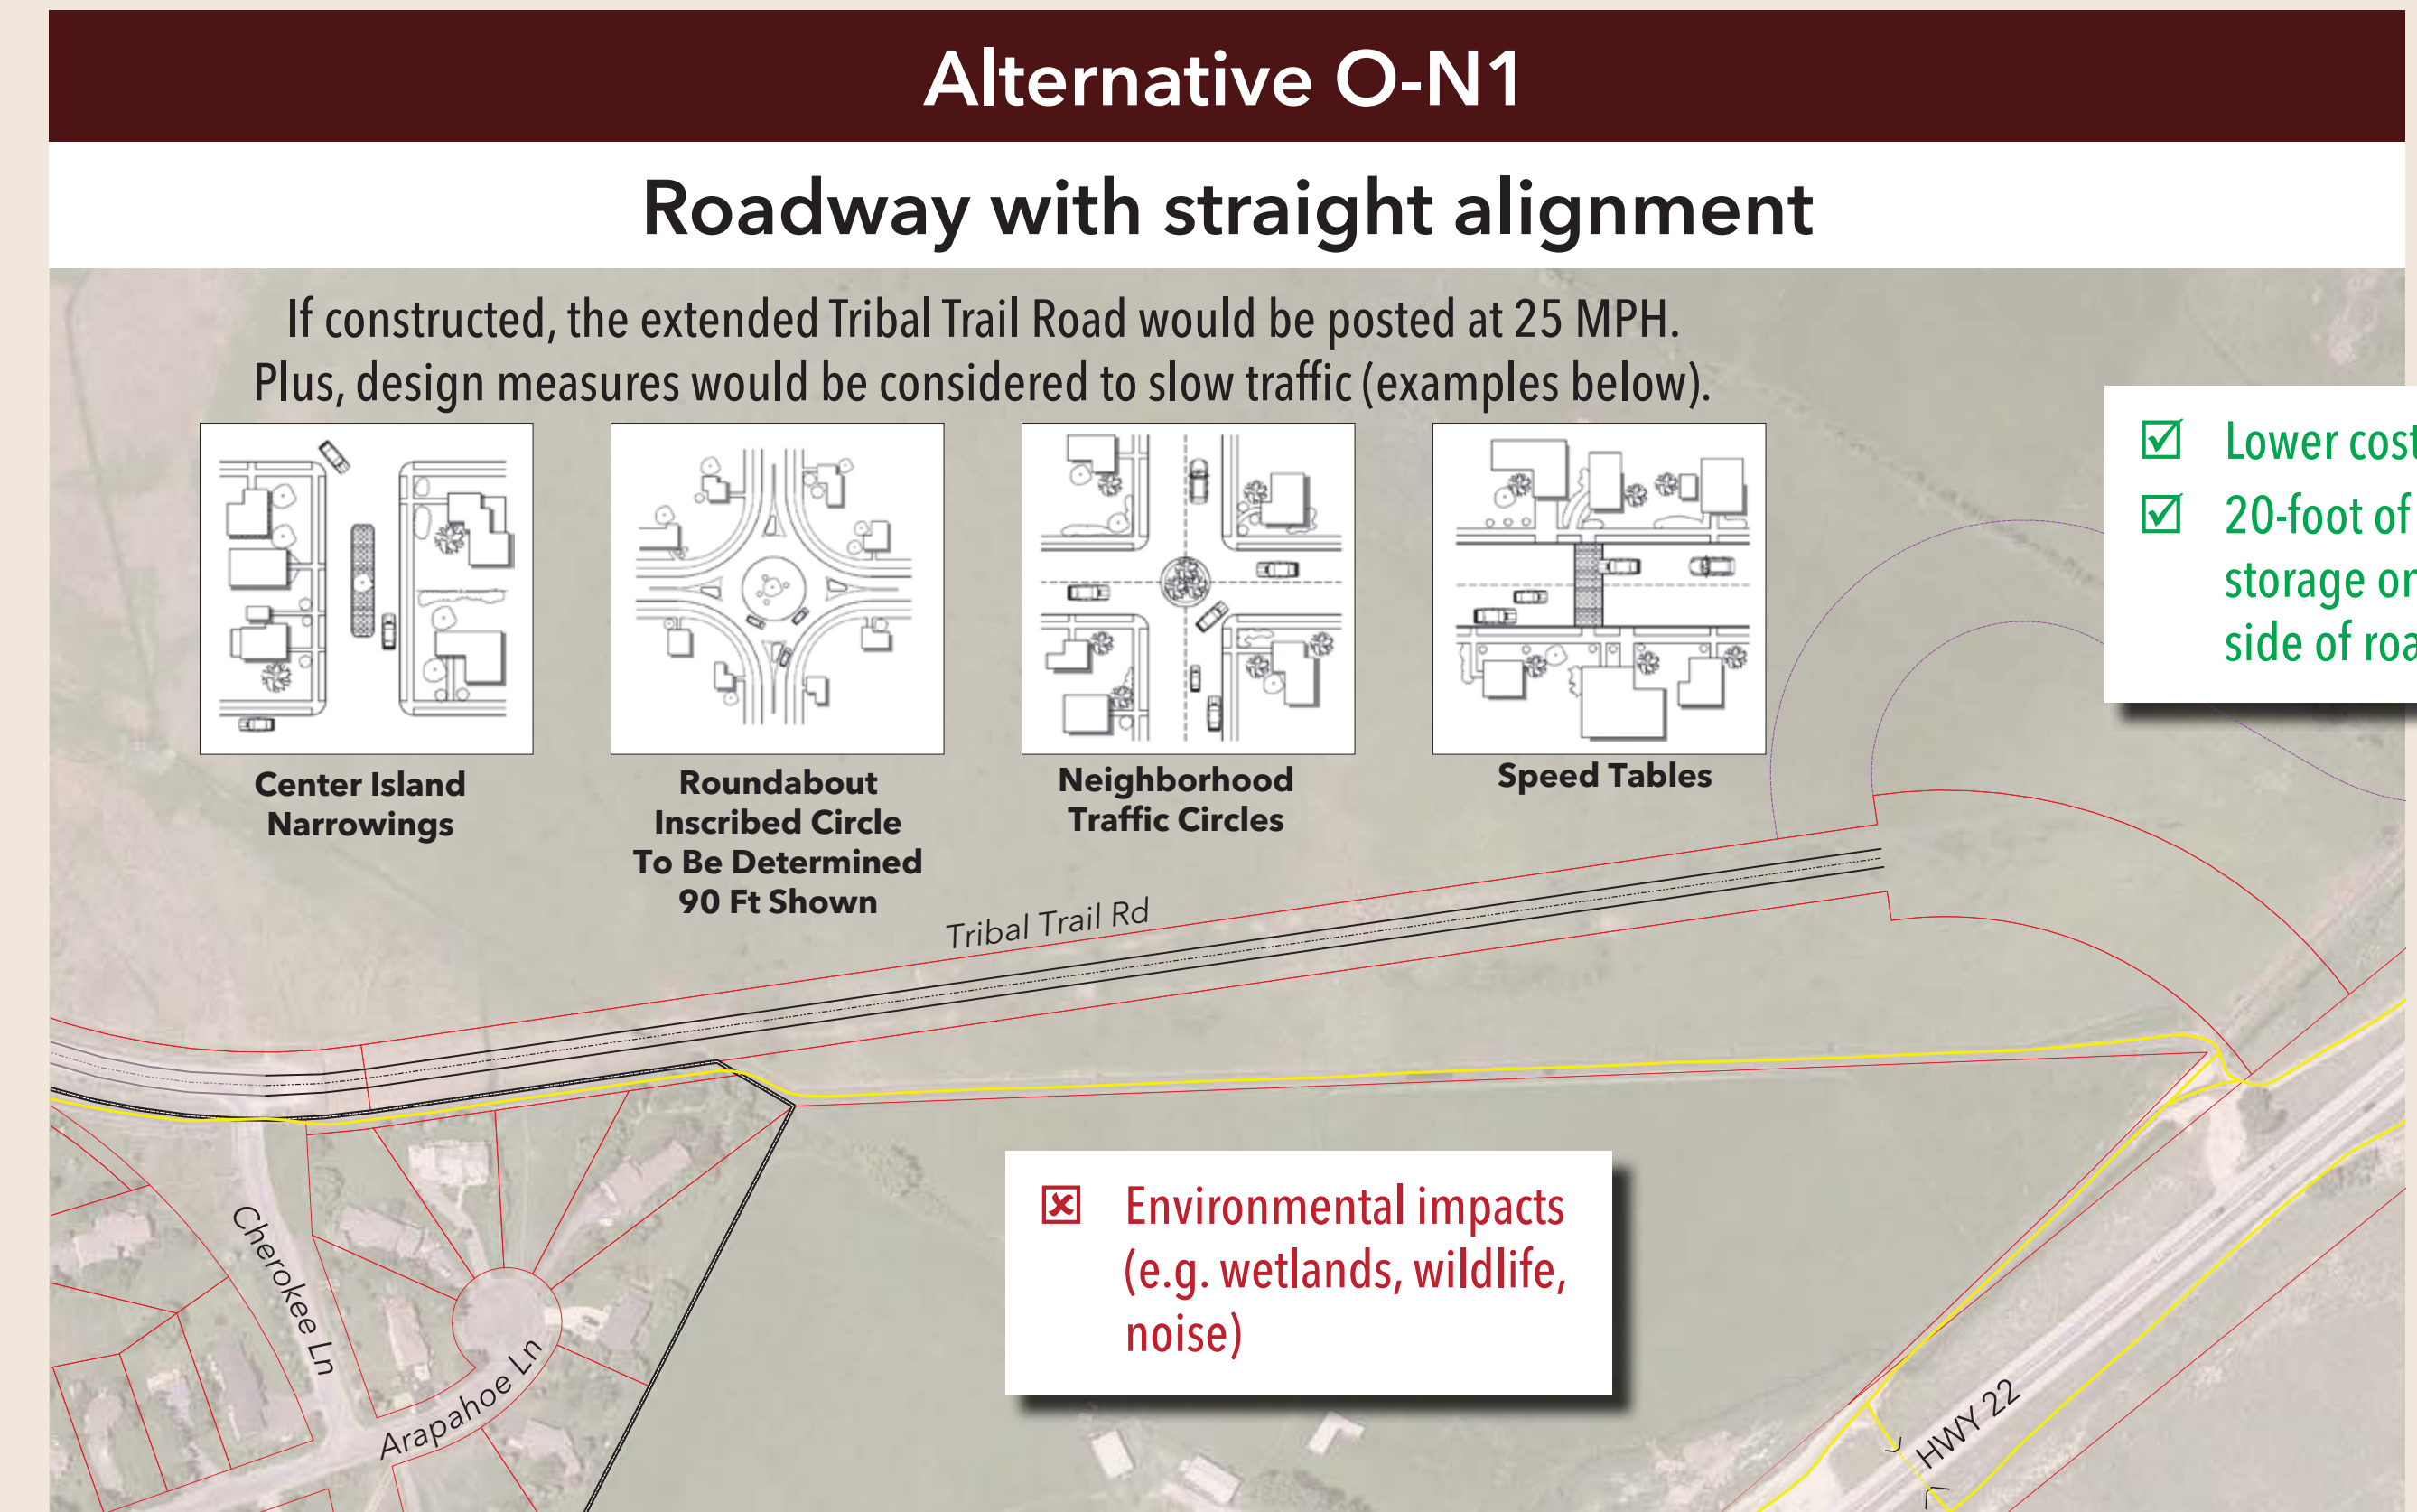 Alternative O-N1
Roadway with straight alignment
If constructed, the extended Tribal Trail Road would be posted at 25 MPH.
Plus, design measures would be considered to slow traffic (examples below).
Lower cost
20-foot of
storage on
side of
Center Island
Narrowings
Roundabout
Inscribed Circle
To Be Determined
90 Ft Shown
Neighborhood
Traffic Circles
Speed Tables
Tribal Trail Rd
Environmental impacts
(e.g. wetlands, wildlife,
noise)
Cherokee Ln
Arapahoe Ln
HWY 22